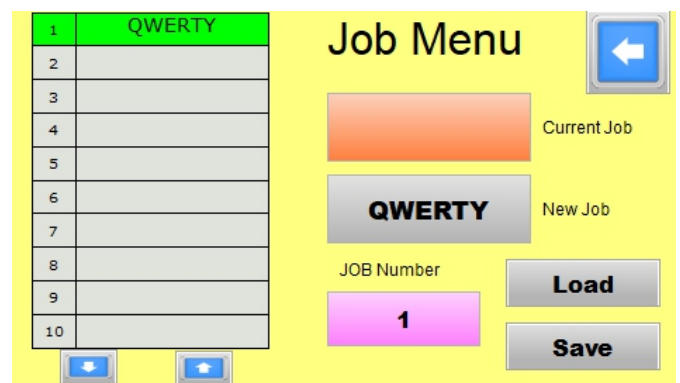 1 QWERTY
2
3
4
5
6
7
8
9
10
Job Menu
Current Job
QWERTY
New Job
JOB Number
1
Load
Save